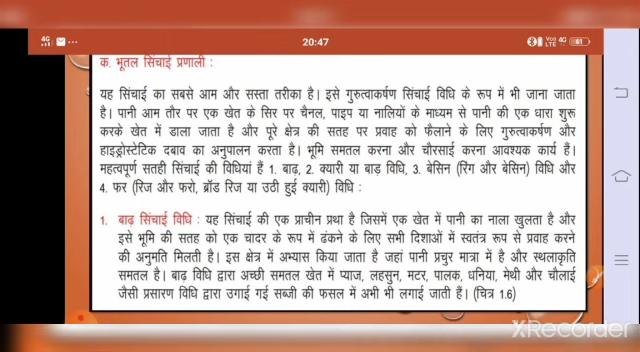 4G
20:47
Voo LTE 4G 61
क. भूतल सिंचाई प्रणाली :
यह सिंचाई का सबसे आम और सस्ता तरीका है। इसे गुरुत्वाकर्षण सिंचाई विधि के रूप में भी जाना जाता
है। पानी आम तौर पर एक खेत के सिर पर चैनल, पाइप या नालियों के माध्यम से पानी की एक धारा शुरू
करके खेत में डाला जाता है और पूरे क्षेत्र की सतह पर प्रवाह को फैलाने के लिए गुरुत्वाकर्षण और
हाइड्रोस्टेटिक दबाव का अनुपालन करता है। भूमि समतल करना और चौरसाई करना आवश्यक कार्य हैं।
महत्वपूर्ण सतही सिंचाई की विधियां हैं 1. बाढ़, 2. क्यारी या बाड़ विधि, 3. बेसिन (रिंग और बेसिन) विधि और
4. फर (रिज और फरो, ब्रॉड रिज या उठी हुई क्यारी) विधि :
1. बाढ़ सिंचाई विधि : यह सिंचाई की एक प्राचीन प्रथा है जिसमें एक खेत में पानी का नाला खुलता है और
इसे भूमि की सतह को एक चादर के रूप में ढंकने के लिए सभी दिशाओं में स्वतंत्र रूप से प्रवाह करने
की अनुमति मिलती है। इस क्षेत्र में अभ्यास किया जाता है जहां पानी प्रचुर मात्रा में है और स्थलाकृति
समतल है। बाढ़ विधि द्वारा अच्छी समतल खेत में प्याज, लहसुन, मटर, पालक, धनिया, मेथी और चौलाई
जैसी प्रसारण विधि द्वारा उगाई गई सब्जी की फसल में अभी भी लगाई जाती हैं। (चित्र 1.6)
XRecorder